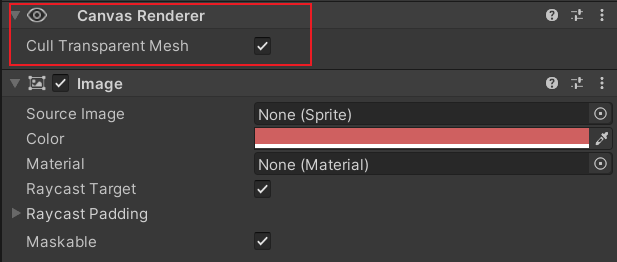 Canvas Renderer
Cull Transparent Mesh
Image
Source Image None (Sprite)
Color
Material None (Material)
Raycast Target
Raycast Padding
Maskable